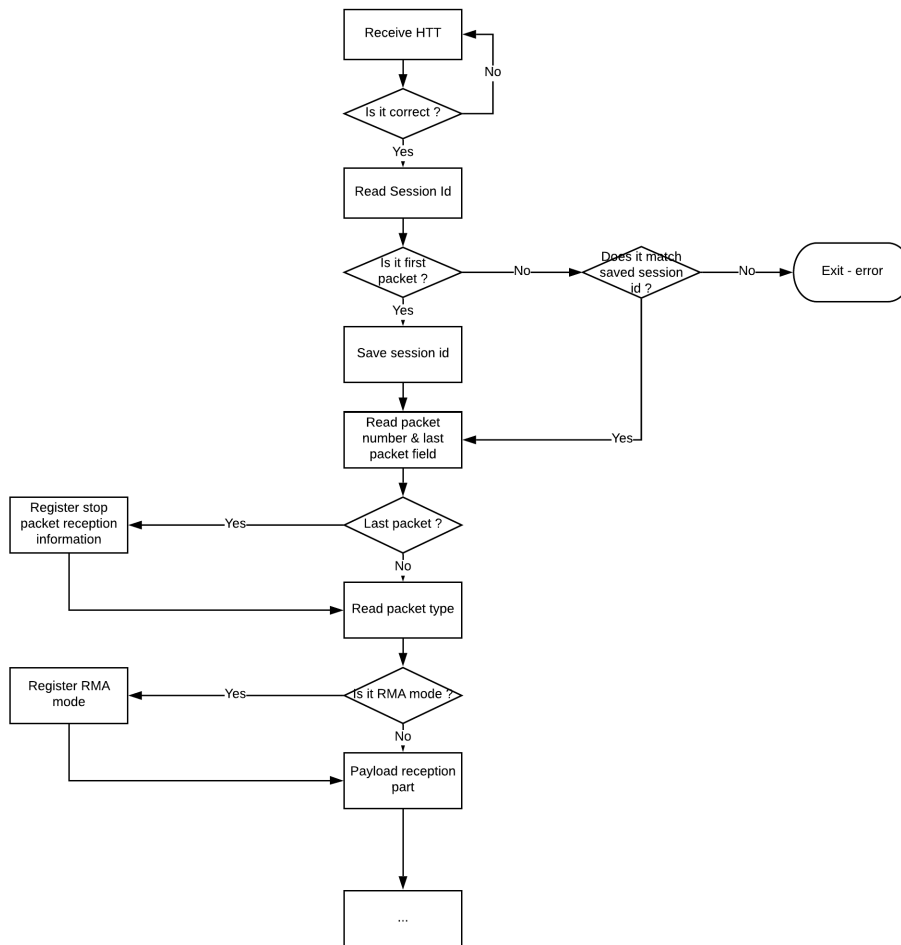 Receive HTT
No
Is it correct ?
Yes
Read Session Id
Is it first
packet ?
No
Does it match
saved session
id ?
No
Exit - error
Yes
Save session id
Read packet
number & last
packet field
Yes
Register stop
packet reception
information
Yes
Last packet ?
No
Read packet type
Register RMA
mode
Yes
Is it RMA mode ?
No
Payload reception
part
...